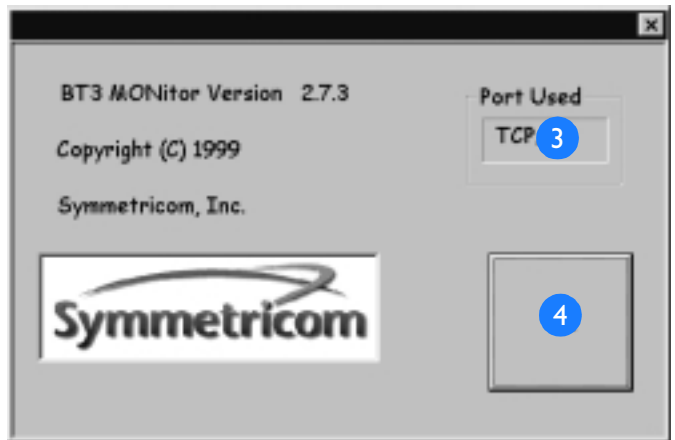 BT3 MONitor Version 2.7.3
Port Used
TCP
3
Copyright (C) 1999
Symmetricom, Inc.
Symmetricom
4